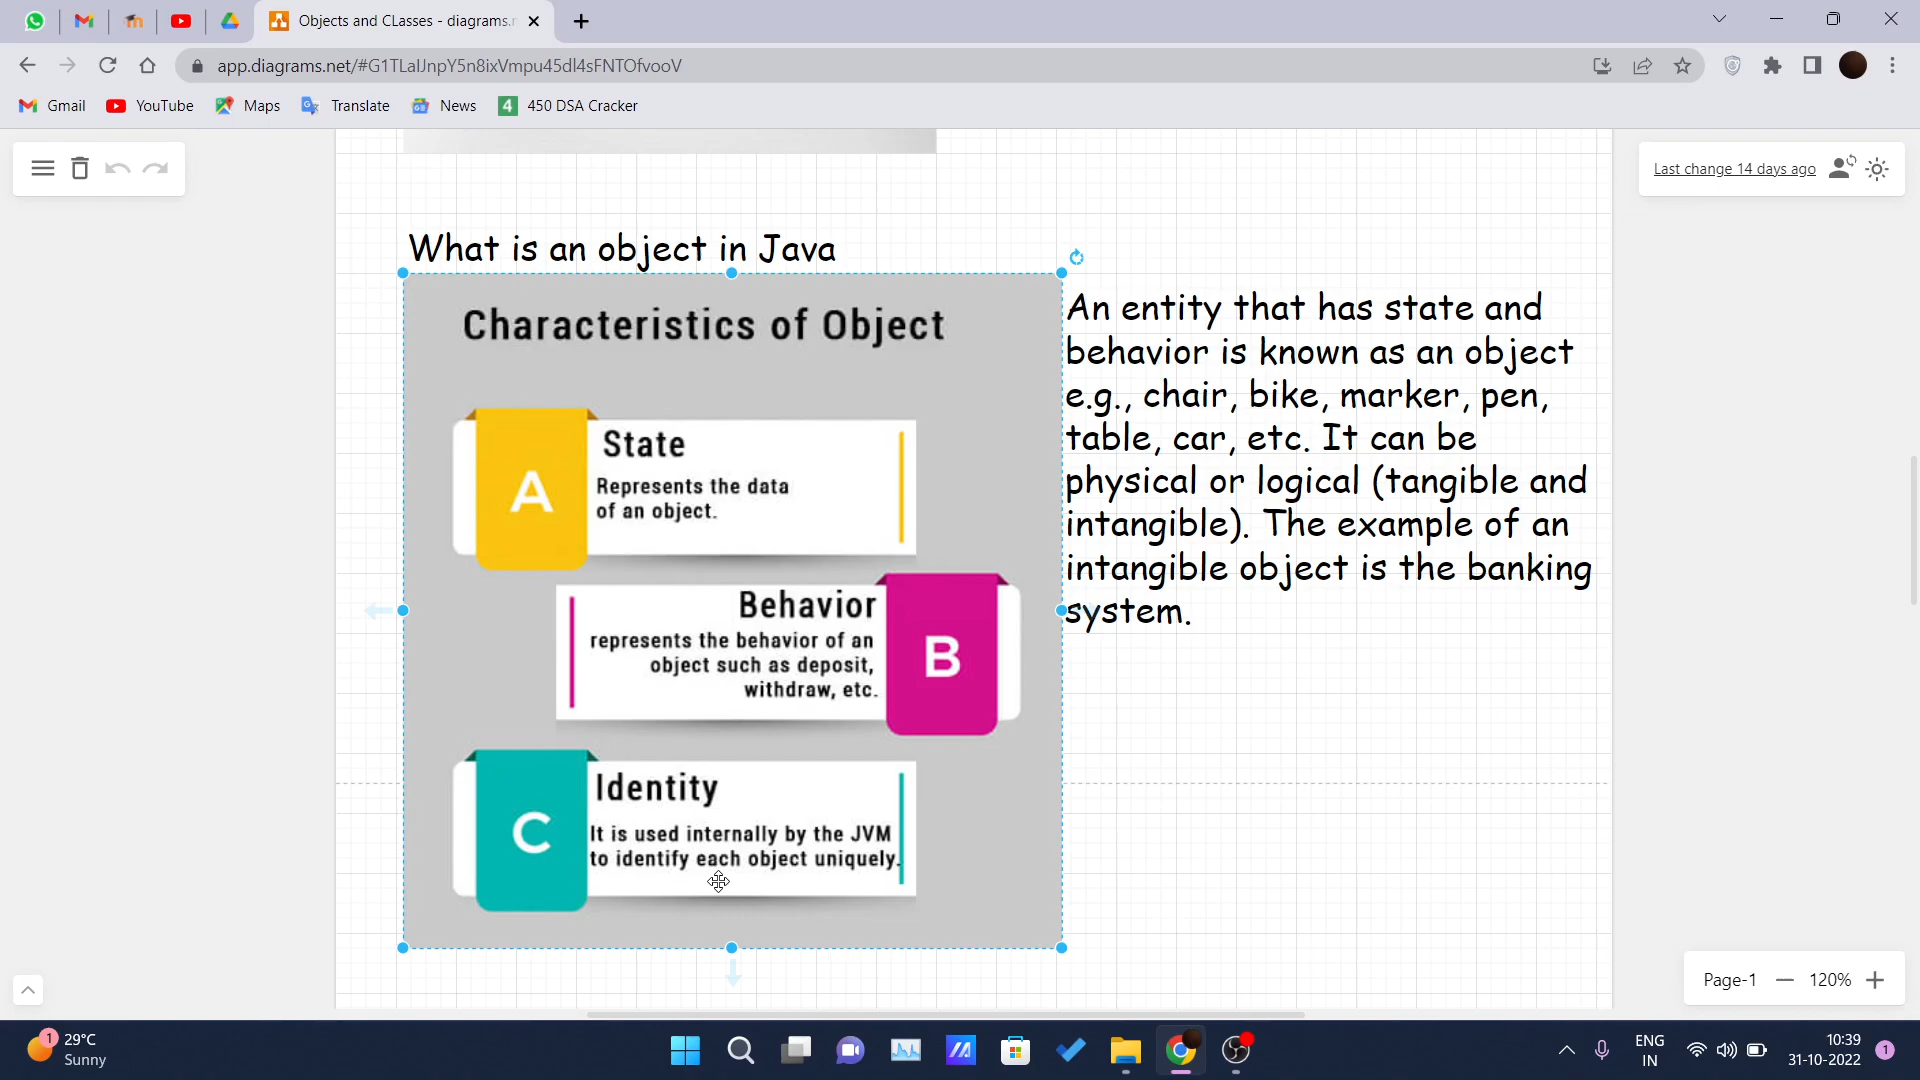 Objects and CLasses - diagrams.n
app.diagrams.net/#G1TLaIJnpY5n8ixVmpu45dl4sFNTOfvooV
Gmail
YouTube
Maps
Translate
News
4
450 DSA Cracker
Last change 14 days ago
What is an object in Java
Characteristics of Object
A
State
Represents the data
of an object.
Behavior
represents the behavior of an
object such as deposit,
withdraw, etc.
B
C
Identity
It is used internally by the JVM
to identify each object uniquely.
An entity that has state and
behavior is known as an object
e.g., chair, bike, marker, pen,
table, car, etc. It can be
physical or logical (tangible and
intangible). The example of an
intangible object is the banking
system.
Page-1
120%
1
29°C
Sunny
ENG
IN
10:39
31-10-2022
1